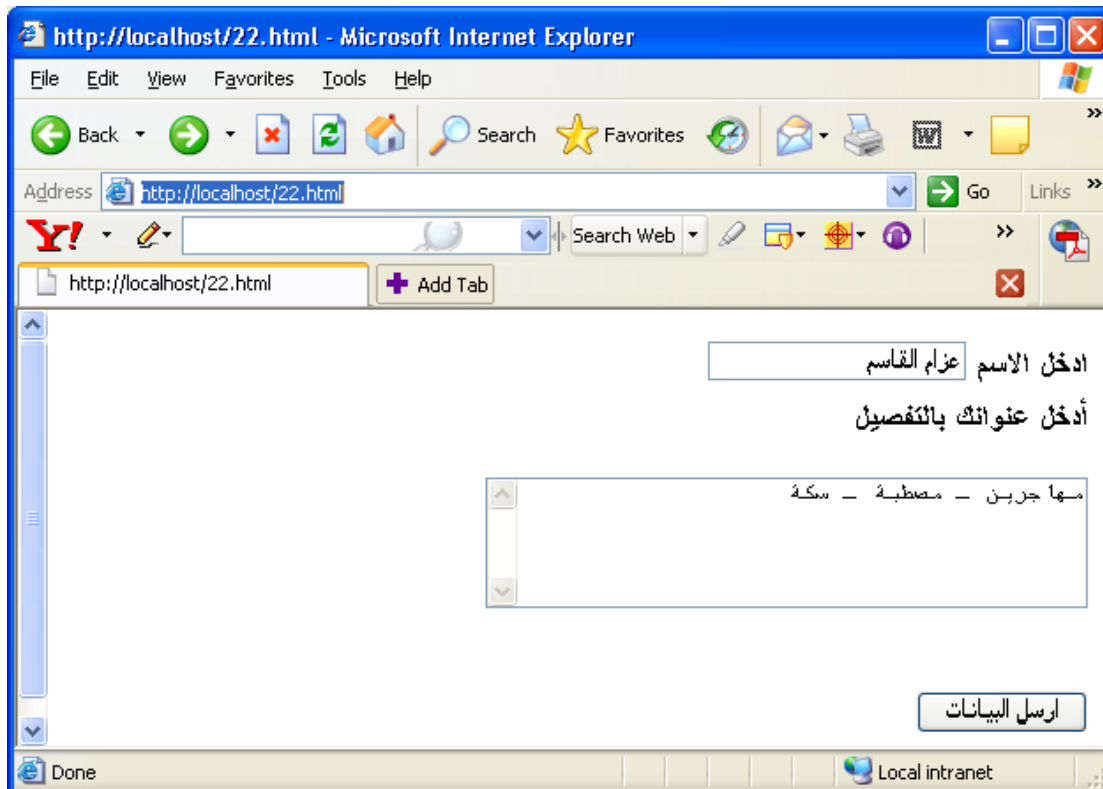 http://localhost/22.html - Microsoft Internet Explorer
File Edit View Favorites Tools Help
Back Search Favorites
Address http://localhost/22.html Go Links
Y! Search Web
http://localhost/22.html Add Tab
ادخل الاسم عزام القاسم
أدخل عنوانك بالتفصيل
مهاجرين _ مصطبة _ سكة
ارسل البيانات
Done Local intranet